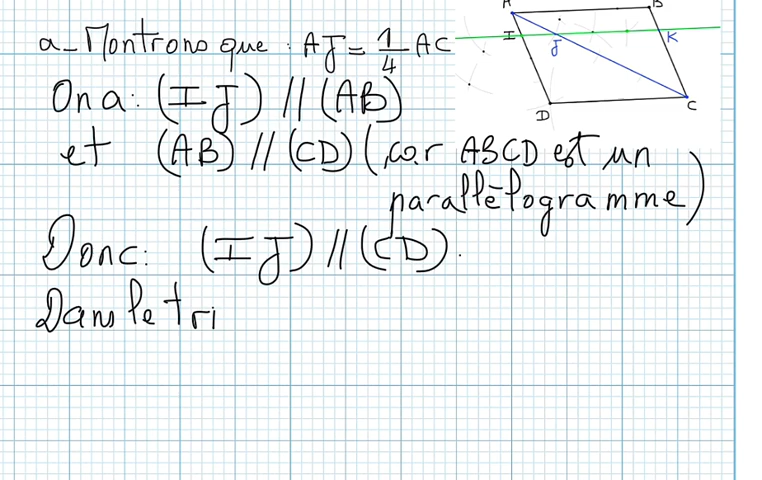 a - Montrons que : AJ = 1/4 AC
On a : (IJ) // (AB)
et (AB) // (CD) (car ABCD est un
parallélogramme)
Donc : (IJ) // (CD).
Dans le tri
A
B
I
J
K
D
C